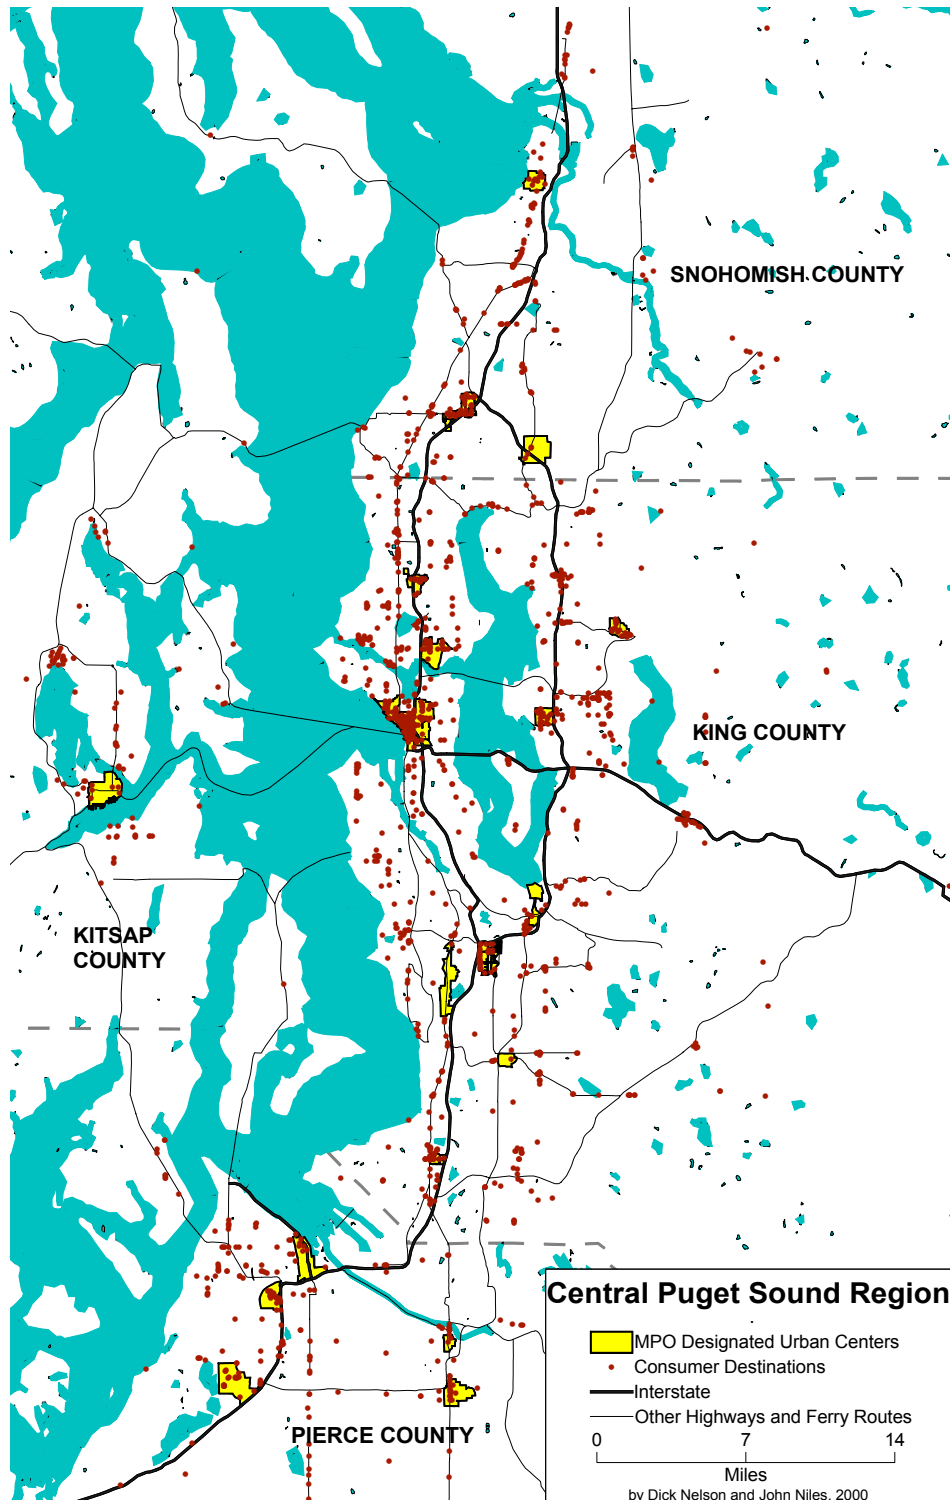 SNOHOMISH COUNTY
KING COUNTY
KITSAP
COUNTY
PIERCE COUNTY
Central Puget Sound Region
MPO Designated Urban Centers
Consumer Destinations
Interstate
Other Highways and Ferry Routes
0 7 14
Miles
by Dick Nelson and John Niles, 2000